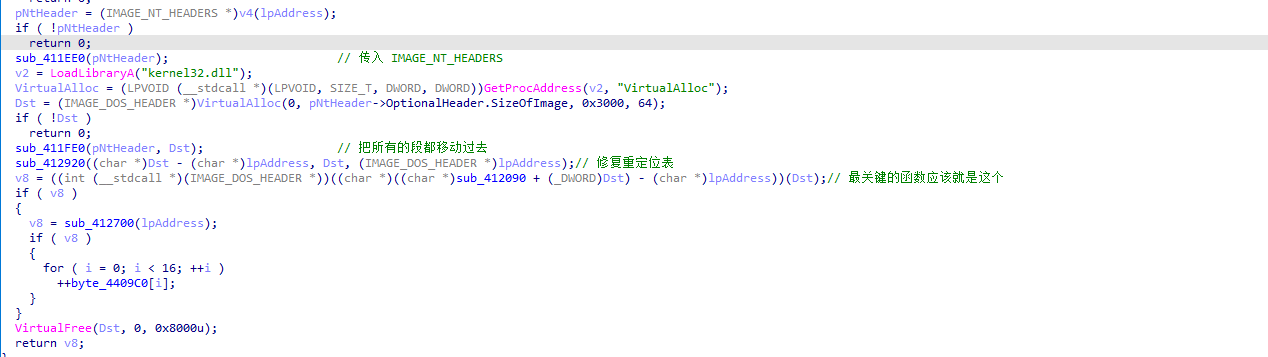 return 0;
pNtHeader = (IMAGE_NT_HEADERS *)v4(lpAddress);
if ( !pNtHeader )
return 0;
sub_411EE0(pNtHeader); // 传入 IMAGE_NT_HEADERS
v2 = LoadLibraryA("kernel32.dll");
VirtualAlloc = (LPVOID (__stdcall *)(LPVOID, SIZE_T, DWORD, DWORD))GetProcAddress(v2, "VirtualAlloc");
Dst = (IMAGE_DOS_HEADER *)VirtualAlloc(0, pNtHeader->OptionalHeader.SizeOfImage, 0x3000, 64);
if ( !Dst )
return 0;
sub_411FE0(pNtHeader, Dst); // 把所有的段都移动过去
sub_412920((char *)Dst - (char *)lpAddress, Dst, (IMAGE_DOS_HEADER *)lpAddress);// 修复重定位表
v8 = ((int (__stdcall *)(IMAGE_DOS_HEADER *))((char *)((char *)sub_412090 + (_DWORD)Dst) - (char *)lpAddress))(Dst);// 最关键的函数应该就是这个
if ( v8 )
{
v8 = sub_412700(lpAddress);
if ( v8 )
{
for ( i = 0; i < 16; ++i )
++byte_4409C0[i];
}
}
VirtualFree(Dst, 0, 0x8000u);
return v8;